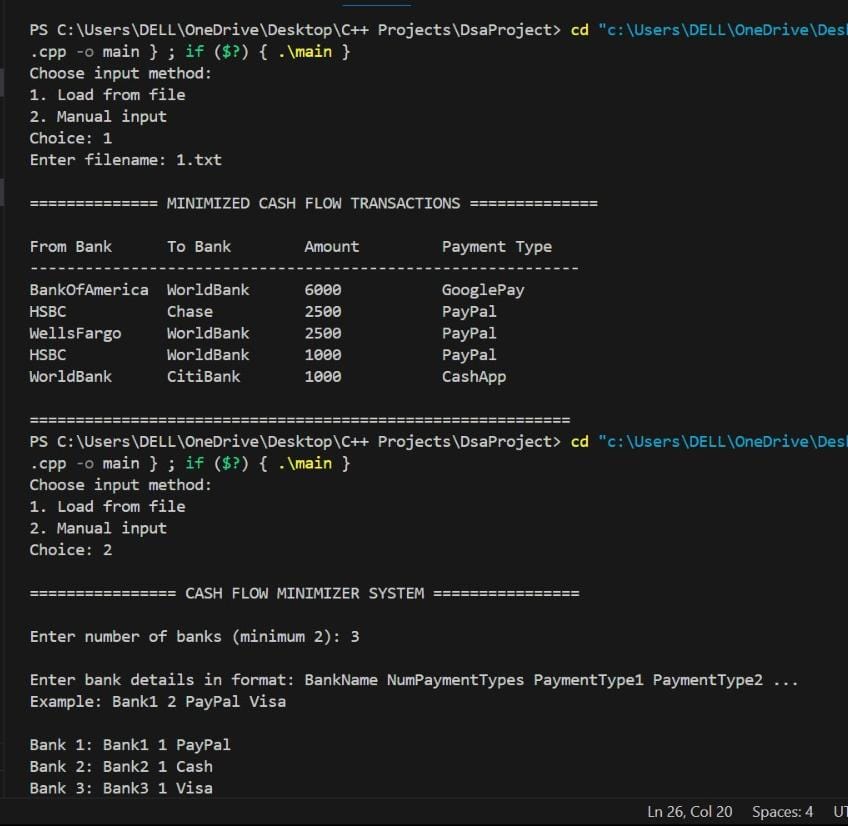 PS C:\Users\DELL\OneDrive\Desktop\C++ Projects\DsaProject> cd "c:\Users\DELL\OneDrive\Des
.cpp -o main } ; if ($?) { .\main }
Choose input method:
1. Load from file
2. Manual input
Choice: 1
Enter filename: 1.txt
============== MINIMIZED CASH FLOW TRANSACTIONS ==============
From Bank To Bank Amount Payment Type
------------------------------------------------------------
BankOfAmerica WorldBank 6000 GooglePay
HSBC Chase 2500 PayPal
WellsFargo WorldBank 2500 PayPal
HSBC WorldBank 1000 PayPal
WorldBank CitiBank 1000 CashApp
===========================================================
PS C:\Users\DELL\OneDrive\Desktop\C++ Projects\DsaProject> cd "c:\Users\DELL\OneDrive\Des
.cpp -o main } ; if ($?) { .\main }
Choose input method:
1. Load from file
2. Manual input
Choice: 2
================ CASH FLOW MINIMIZER SYSTEM ================
Enter number of banks (minimum 2): 3
Enter bank details in format: BankName NumPaymentTypes PaymentType1 PaymentType2 ...
Example: Bank1 2 PayPal Visa
Bank 1: Bank1 1 PayPal
Bank 2: Bank2 1 Cash
Bank 3: Bank3 1 Visa
Ln 26, Col 20 Spaces: 4 UT